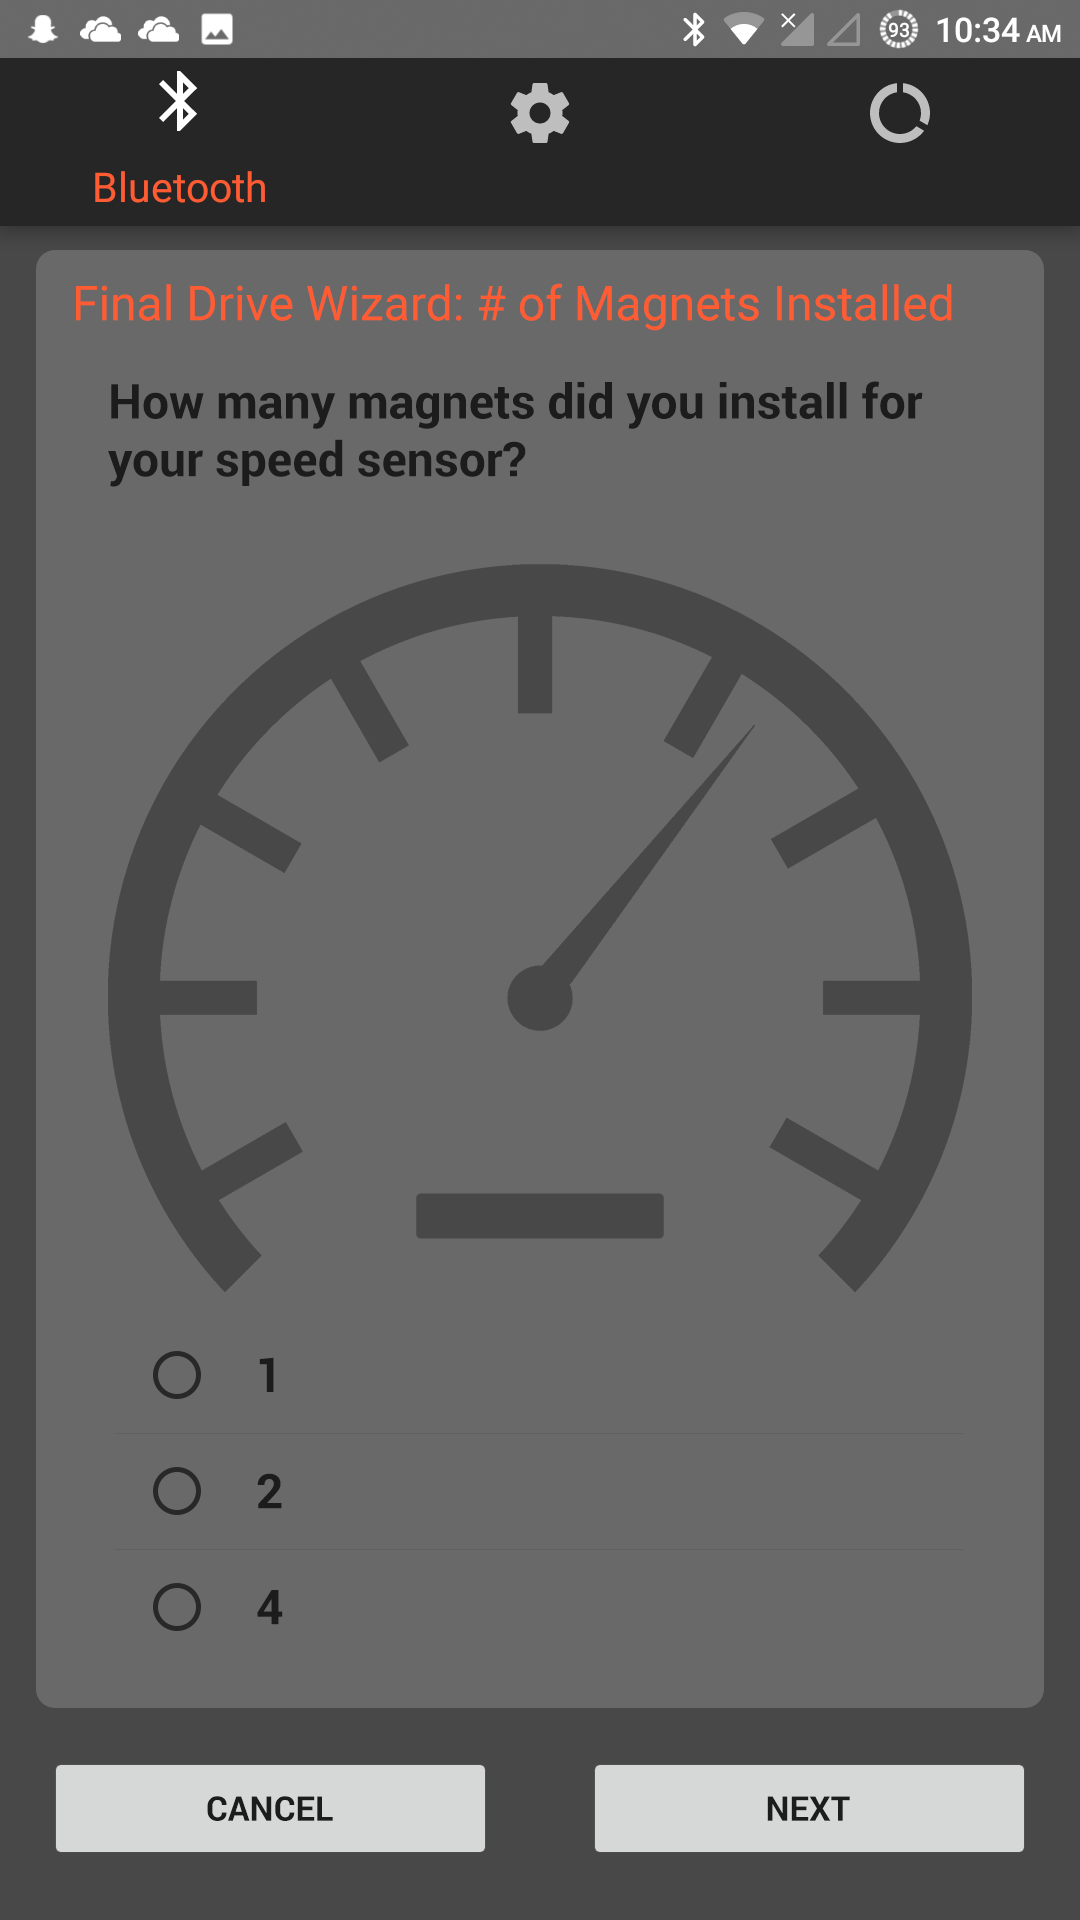 93 10:34 AM
Bluetooth
Final Drive Wizard: # of Magnets Installed
How many magnets did you install for
your speed sensor?
1
2
4
CANCEL NEXT